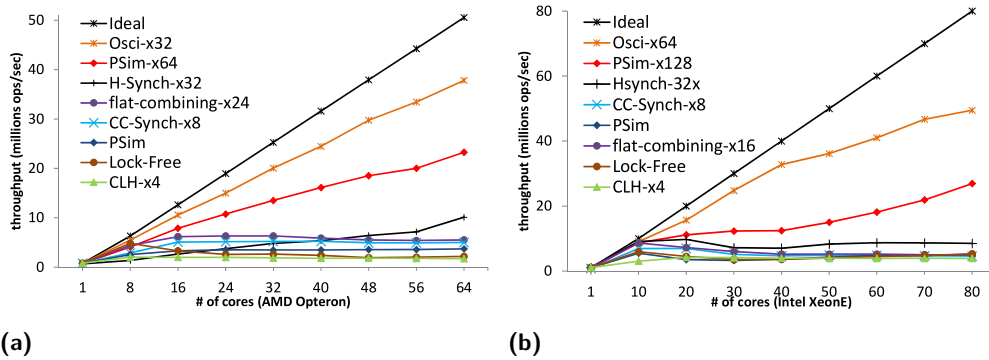 50
40
30
20
10
0
throughput (millions ops/sec)
Ideal
Osci-x32
PSim-x64
H-Synch-x32
flat-combining-x24
CC-Synch-x8
PSim
Lock-Free
CLH-x4
1 8 16 24 32 40 48 56 64
# of cores (AMD Opteron)
(a)
80
60
40
20
0
throughput (millions ops/sec)
Ideal
Osci-x64
PSim-x128
Hsynch-32x
CC-Synch-x8
PSim
flat-combining-x16
Lock-Free
CLH-x4
1 10 20 30 40 50 60 70 80
# of cores (Intel XeonE)
(b)